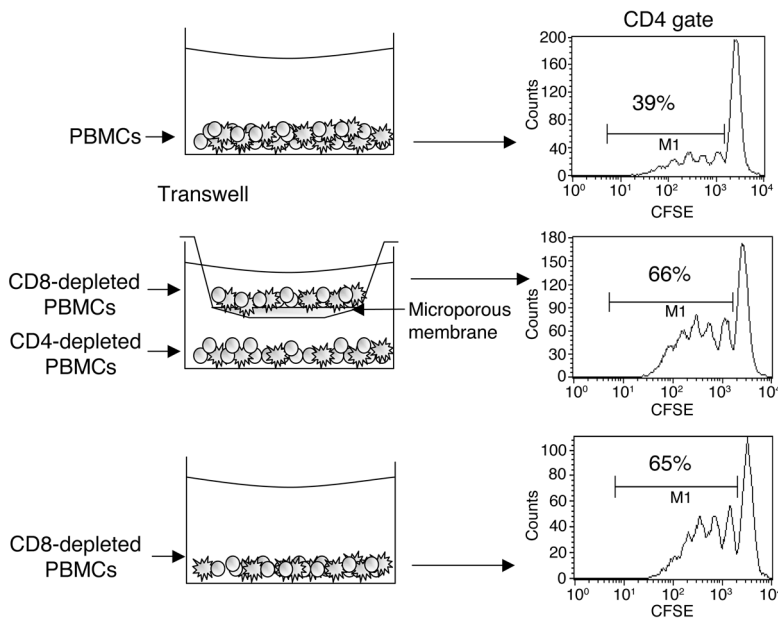 CD4 gate
200
160
120
80
40
0
Counts
39%
M1
10⁰ 10¹ 10² 10³ 10⁴
CFSE
PBMCs
Transwell
CD8-depleted
PBMCs
CD4-depleted
PBMCs
Microporous
membrane
180
150
120
90
60
30
0
Counts
66%
M1
10⁰ 10¹ 10² 10³ 10⁴
CFSE
CD8-depleted
PBMCs
100
80
60
40
20
0
Counts
65%
M1
10⁰ 10¹ 10² 10³ 10⁴
CFSE